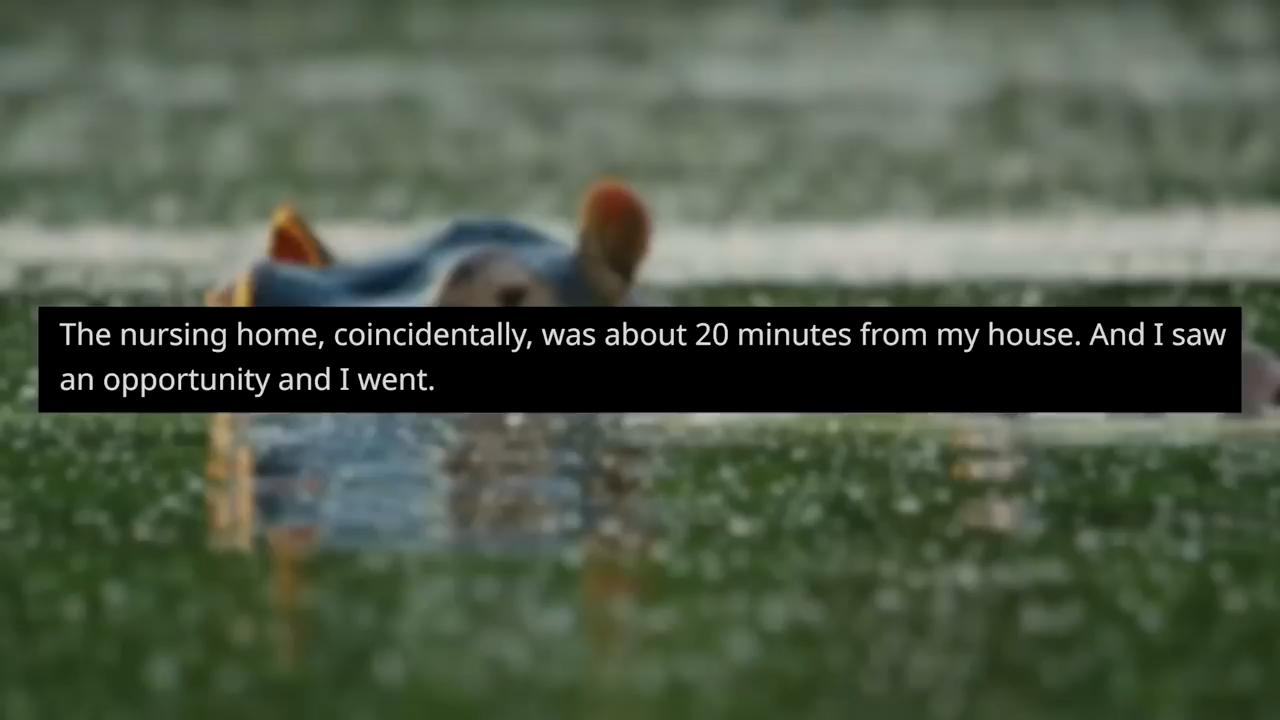 The nursing home, coincidentally, was about 20 minutes from my house. And I saw
an opportunity and I went.